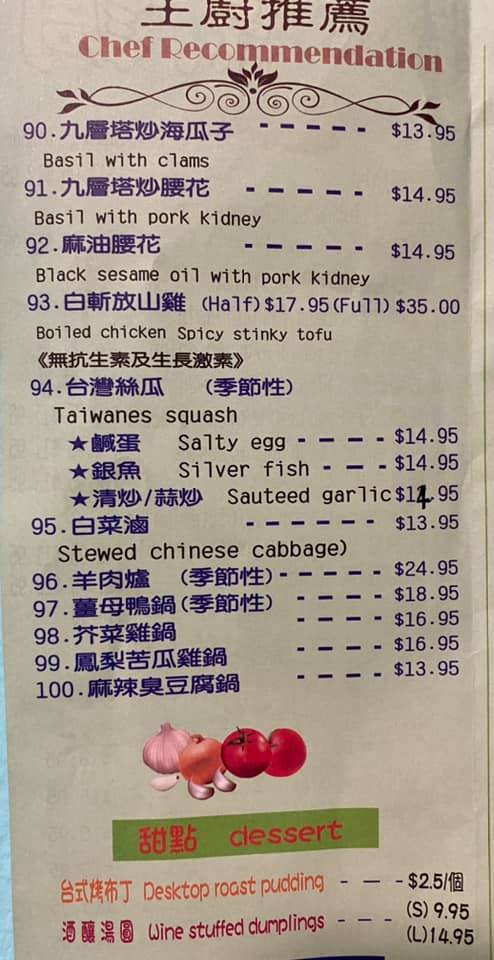 主廚推薦
Chef Recommendation
90.九層塔炒海瓜子 ----- $13.95
Basil with clams
91.九層塔炒腰花 ----- $14.95
Basil with pork kidney
92.麻油腰花 ----- $14.95
Black sesame oil with pork kidney
93.白斬放山雞 (Half)$17.95(Full) $35.00
Boiled chicken Spicy stinky tofu
《無抗生素及生長激素》
94.台灣絲瓜 (季節性)
Taiwanes squash
★鹹蛋 Salty egg ---- $14.95
★銀魚 Silver fish - -- - $14.95
★清炒/蒜炒 Sauteed garlic $14.95
95.白菜滷 ------ $13.95
Stewed chinese cabbage)
96.羊肉爐 (季節性)----- $24.95
97.薑母鴨鍋(季節性) ---- $18.95
98.芥菜雞鍋 ---- $16.95
99.鳳梨苦瓜雞鍋 ---- $16.95
100.麻辣臭豆腐鍋 ---- $13.95
甜點 dessert
台式烤布丁 Desktop roast pudding - - - $2.5/個
酒釀湯圓 Wine stuffed dumplings - - - (S) 9.95
(L)14.95